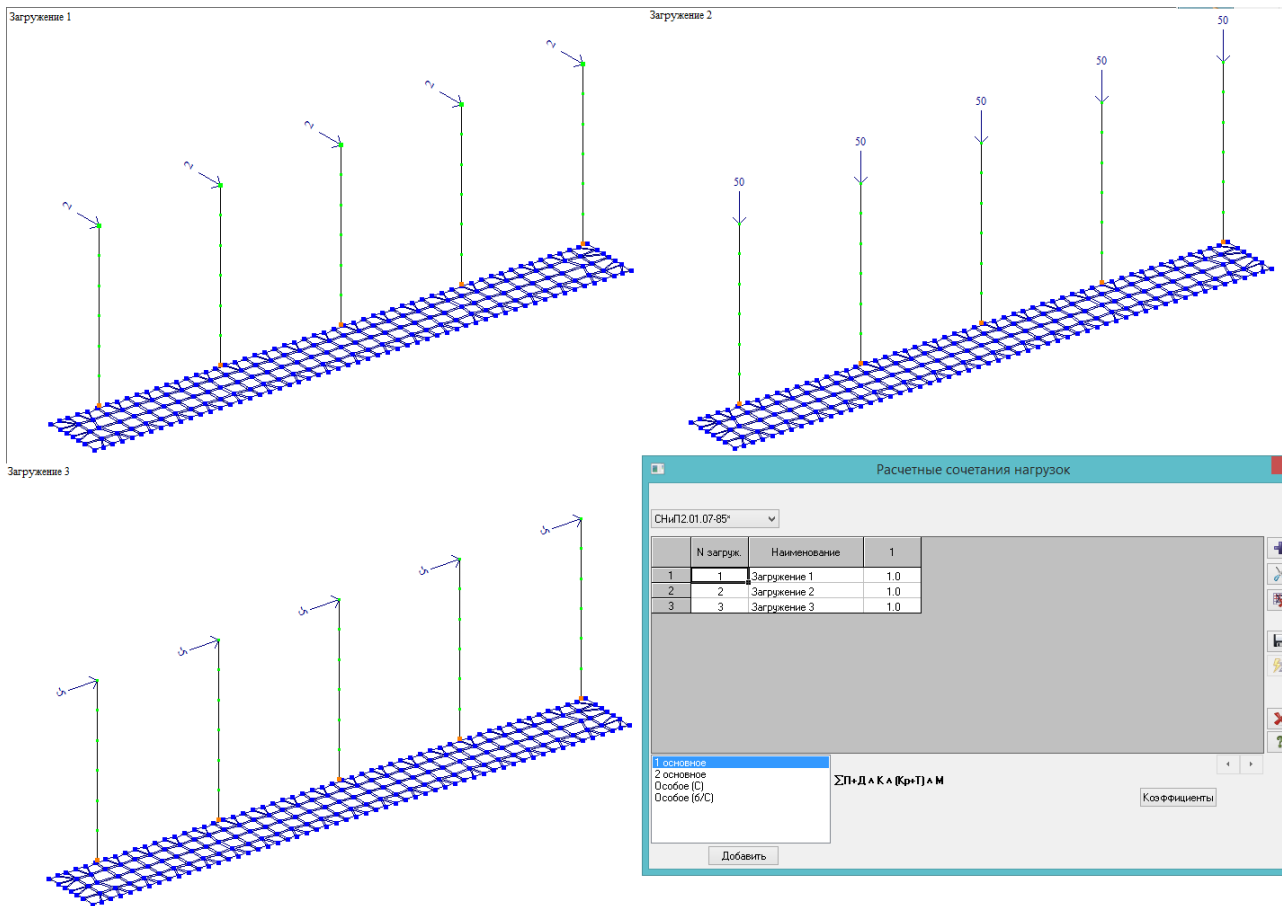 Загружение 1
2
2
2
2
2
Загружение 2
50
50
50
50
50
Загружение 3
-5
-5
-5
-5
-5
Расчетные сочетания нагрузок
СНиП2.01.07-85*
N загруж. Наименование 1
1 1 Загружение 1 1.0
2 2 Загружение 2 1.0
3 3 Загружение 3 1.0
1 основное
2 основное
Особое (С)
Особое (б/С)
∑П+Д ∧ К ∧ (Кр+Т) ∧ М
Коэффициенты
Добавить
?